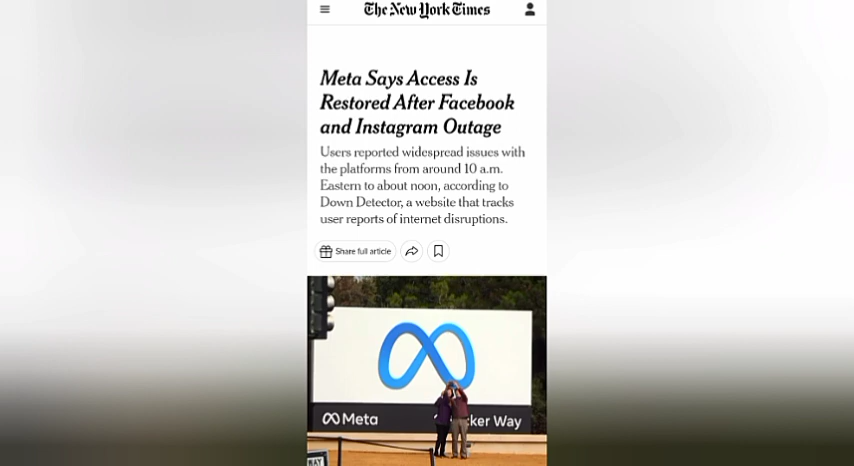 The New York Times
Meta Says Access Is
Restored After Facebook
and Instagram Outage
Users reported widespread issues with
the platforms from around 10 a.m.
Eastern to about noon, according to
Down Detector, a website that tracks
user reports of internet disruptions.
Share full article
Meta
cker Way